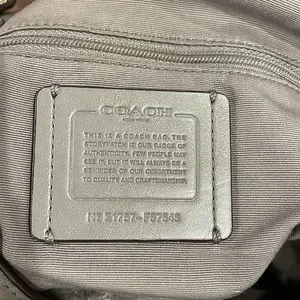 COACH
NEW YORK
THIS IS A COACH BAG. THE
STORYPATCH IS OUR BADGE OF
AUTHENTICITY. FEW PEOPLE MAY
SEE IT, BUT IT WILL ALWAYS BE A
REMINDER OF OUR COMMITMENT
TO QUALITY AND CRAFTSMANSHIP.
F57545